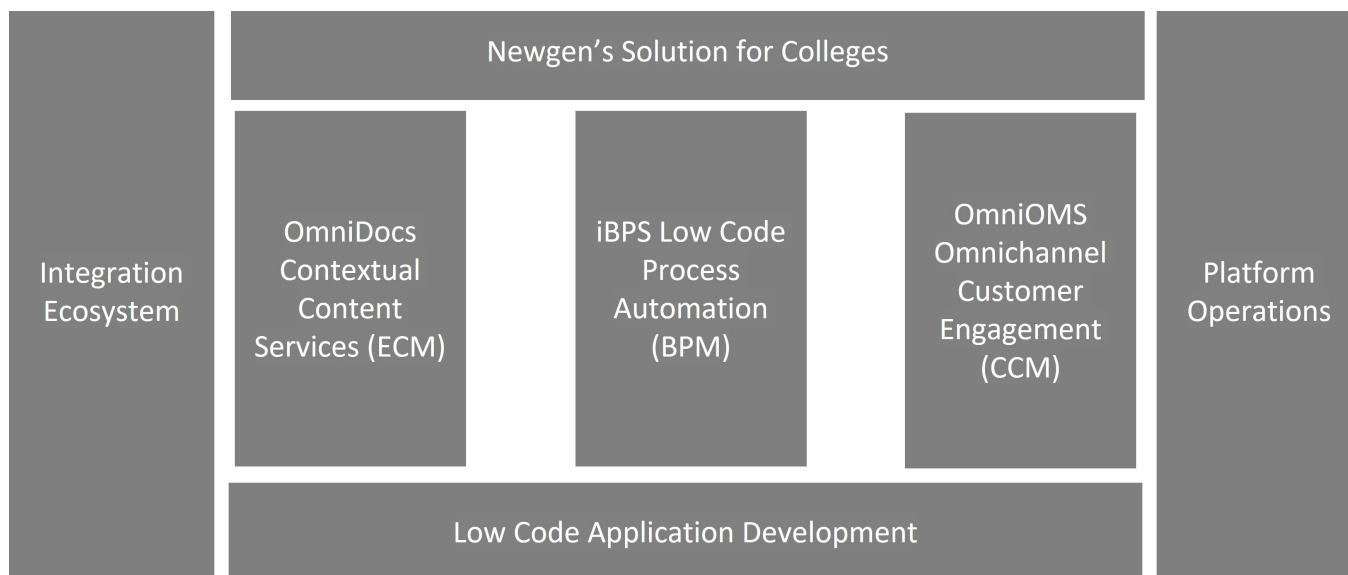 Newgen’s Solution for Colleges
Integration
Ecosystem
OmniDocs
Contextual
Content
Services (ECM)
iBPS Low Code
Process
Automation
(BPM)
OmniOMS
Omnichannel
Customer
Engagement
(CCM)
Platform
Operations
Low Code Application Development